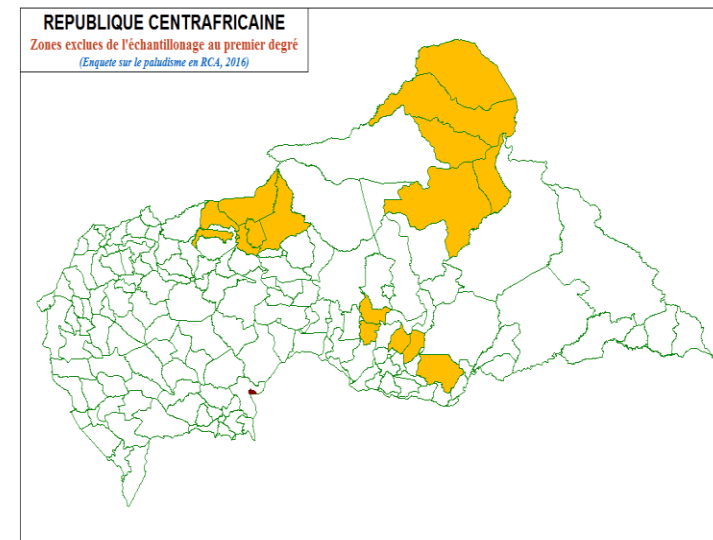 REPUBLIQUE CENTRAFRICAINE
Zones exclues de l'échantillonage au premier degré
(Enquete sur le paludisme en RCA, 2016)